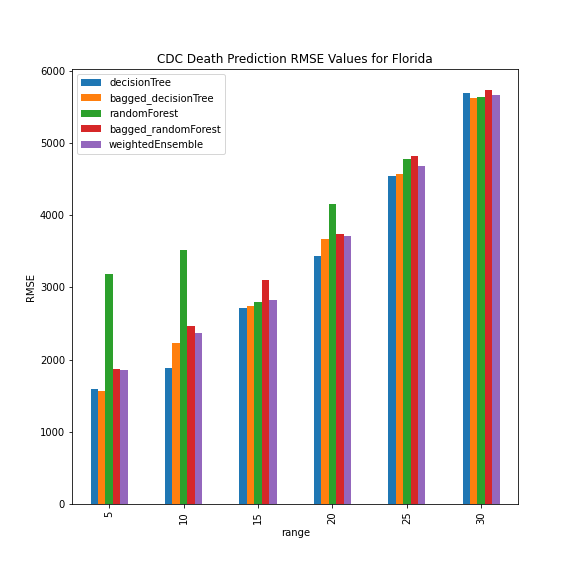 CDC Death Prediction RMSE Values for Florida
decisionTree
bagged_decisionTree
randomForest
bagged_randomForest
weightedEnsemble
6000
5000
4000
3000
2000
1000
0
RMSE
5
10
15
20
25
30
range